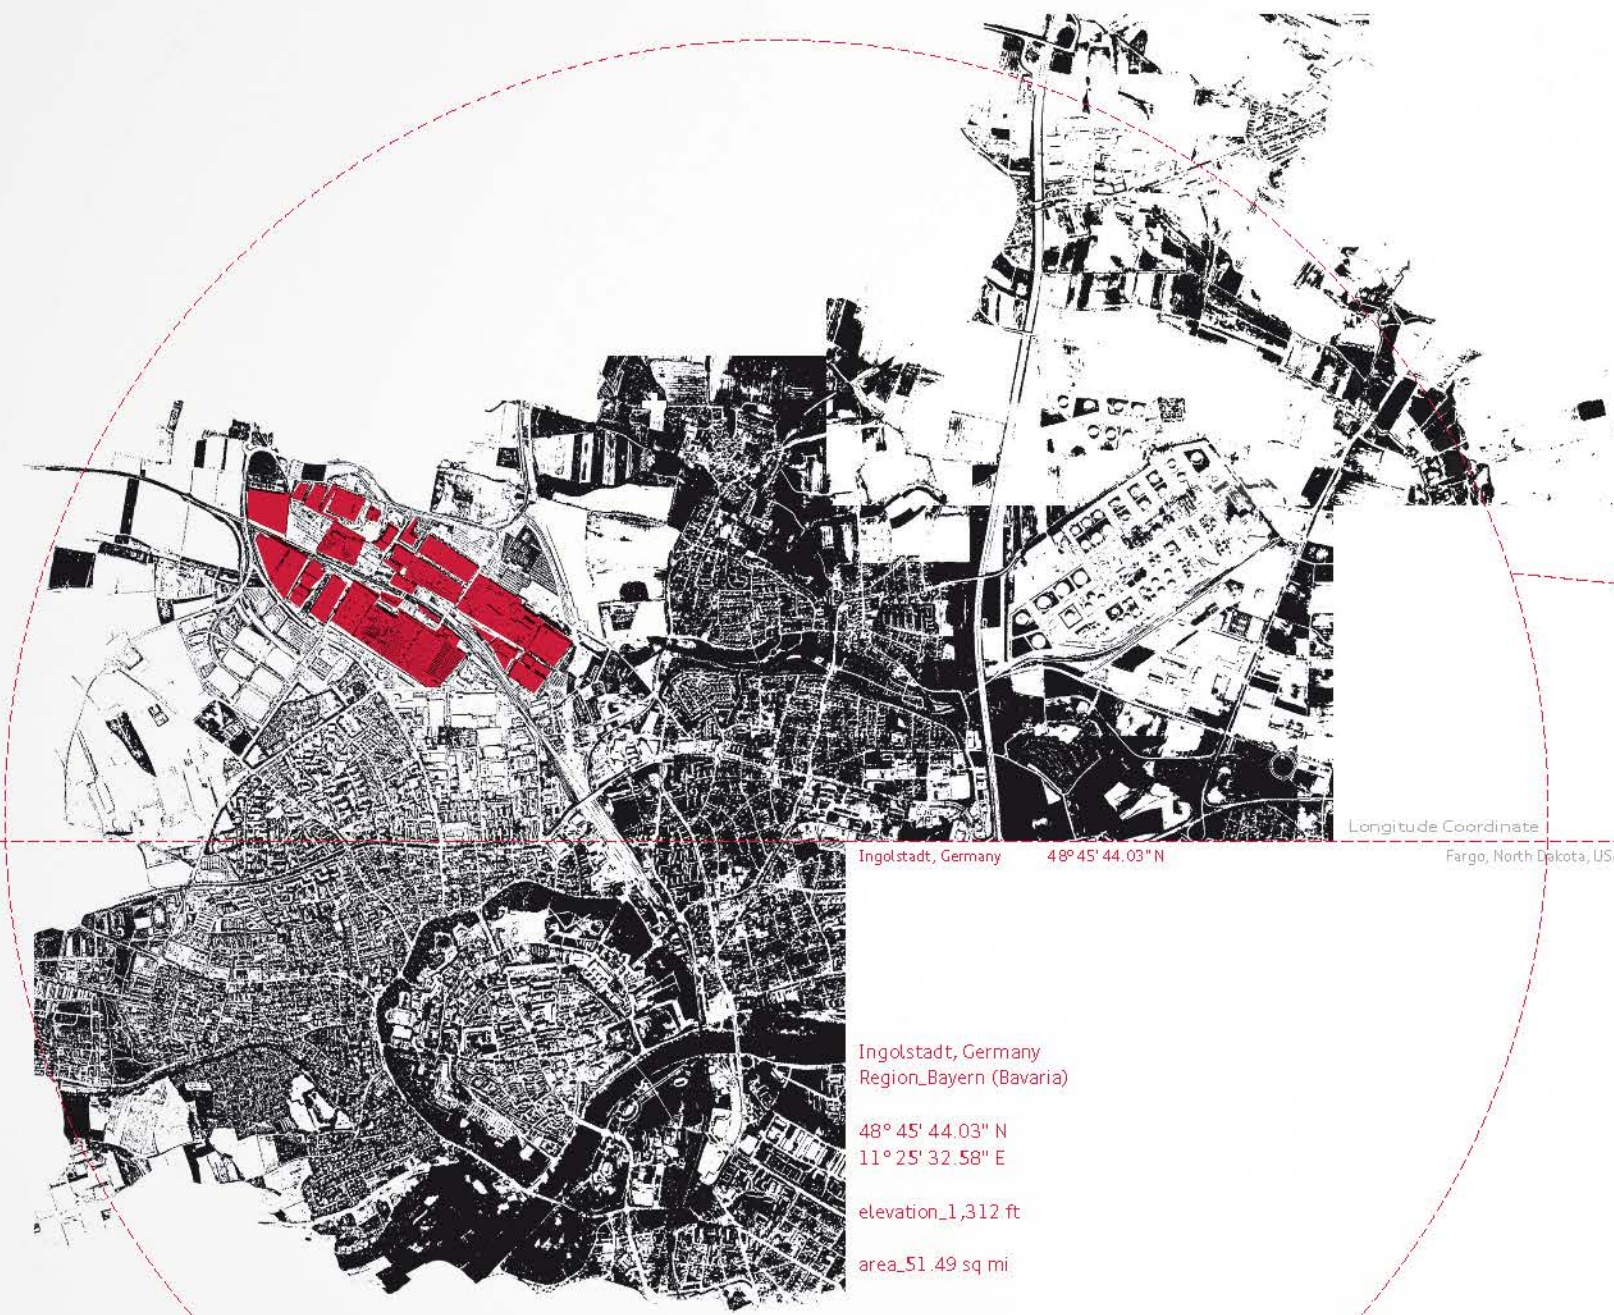 Longitude Coordinate
Ingolstadt, Germany 48° 45' 44.03" N
Fargo, North Dakota, US
Ingolstadt, Germany
Region_Bayern (Bavaria)
48° 45' 44.03" N
11° 25' 32.58" E
elevation_1,312 ft
area_51.49 sq mi